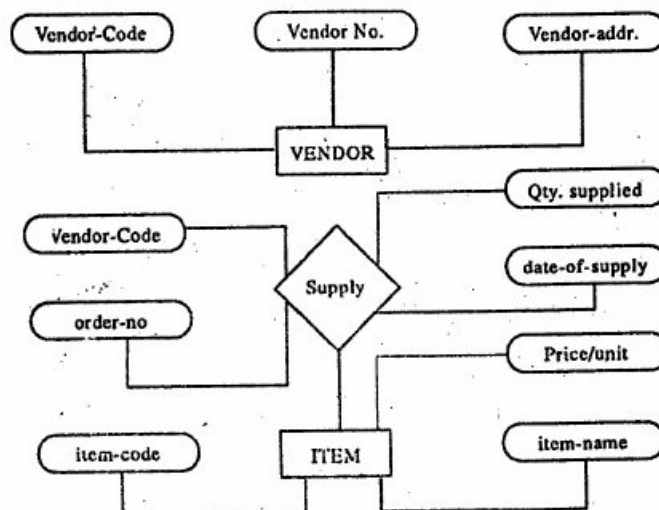 Vendor-Code
Vendor No.
Vendor-addr.
VENDOR
Qty. supplied
Vendor-Code
Supply
date-of-supply
order-no
Price/unit
item-code
ITEM
item-name